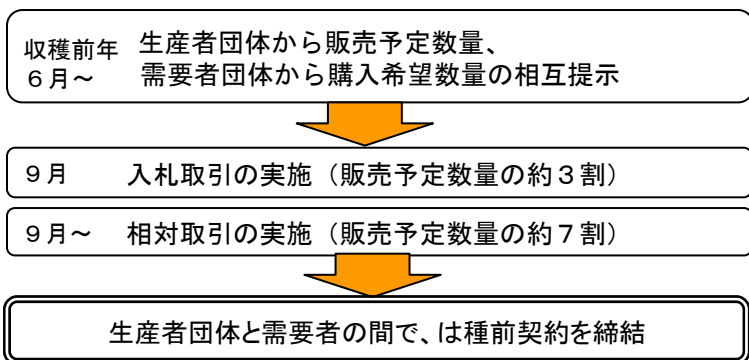 収穫前年 生産者団体から販売予定数量、
６月～ 需要者団体から購入希望数量の相互提示
９月 入札取引の実施（販売予定数量の約３割）
９月～ 相対取引の実施（販売予定数量の約７割）
生産者団体と需要者の間で、は種前契約を締結